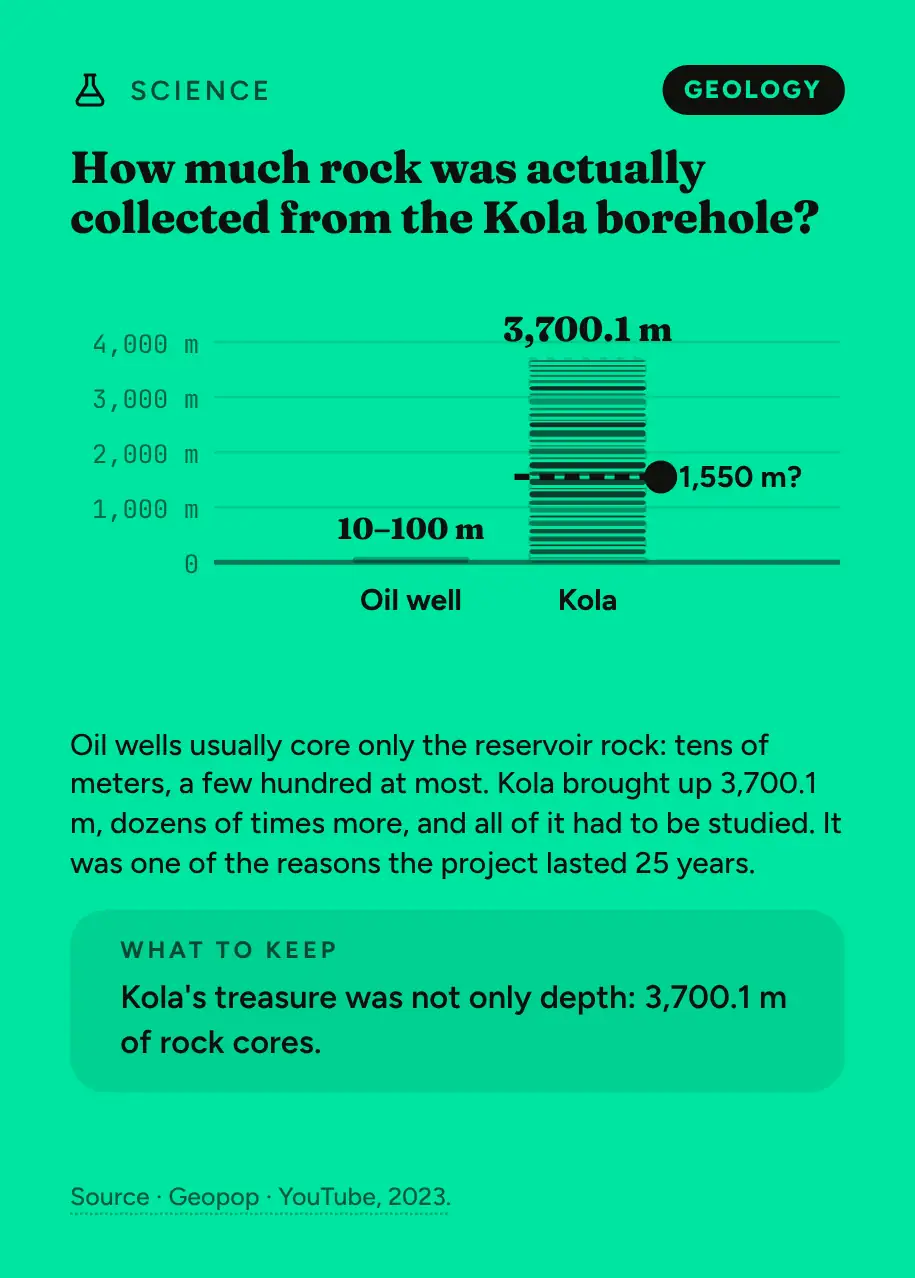 SCIENCE
GEOLOGY
How much rock was actually
collected from the Kola borehole?
3,700.1 m
4,000 m
3,000 m
2,000 m
1,550 m?
1,000 m
10–100 m
0
Oil well
Kola
Oil wells usually core only the reservoir rock: tens of
meters, a few hundred at most. Kola brought up 3,700.1
m, dozens of times more, and all of it had to be studied. It
was one of the reasons the project lasted 25 years.
WHAT TO KEEP
Kola's treasure was not only depth: 3,700.1 m
of rock cores.
Source · Geopop · YouTube, 2023.